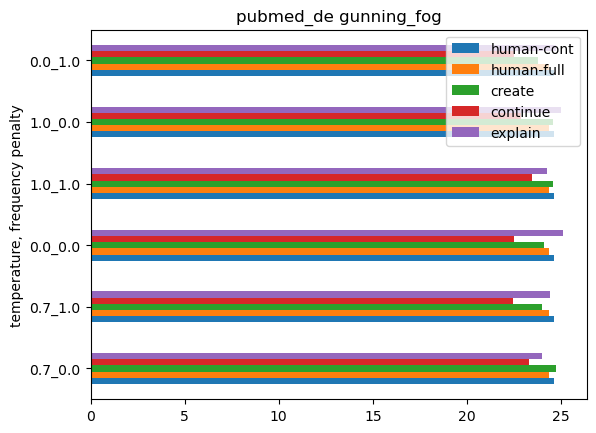 pubmed_de gunning_fog
temperature, frequency penalty
0.0_1.0
1.0_0.0
1.0_1.0
0.0_0.0
0.7_1.0
0.7_0.0
human-cont
human-full
create
continue
explain
0
5
10
15
20
25